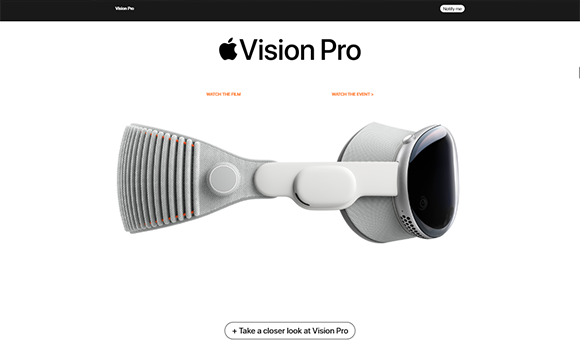 Vision Pro
Notify me
Vision Pro
WATCH THE FILM
WATCH THE EVENT >
+ Take a closer look at Vision Pro